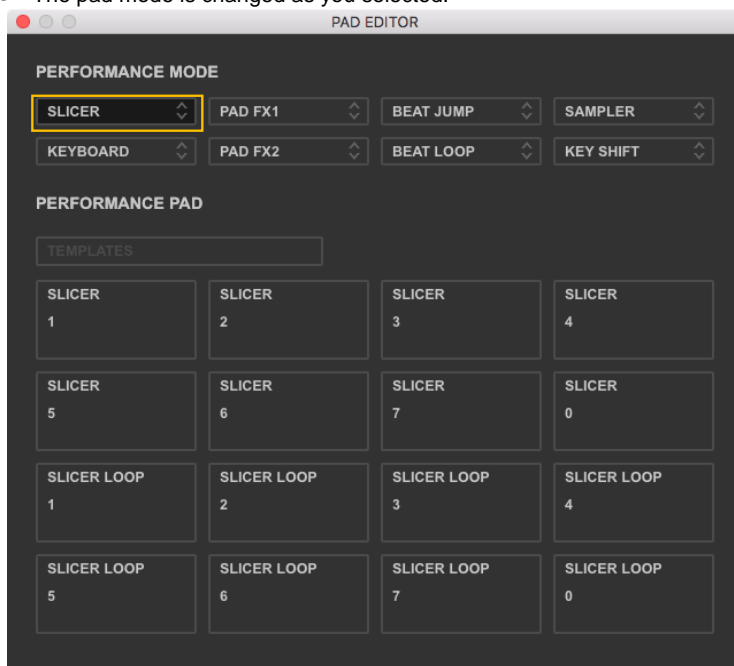 The pad mode is changed as you selected.
PAD EDITOR
PERFORMANCE MODE
SLICER PAD FX1 BEAT JUMP SAMPLER
KEYBOARD PAD FX2 BEAT LOOP KEY SHIFT
PERFORMANCE PAD
TEMPLATES
SLICER SLICER SLICER SLICER
1 2 3 4
SLICER SLICER SLICER SLICER
5 6 7 0
SLICER LOOP SLICER LOOP SLICER LOOP SLICER LOOP
1 2 3 4
SLICER LOOP SLICER LOOP SLICER LOOP SLICER LOOP
5 6 7 0